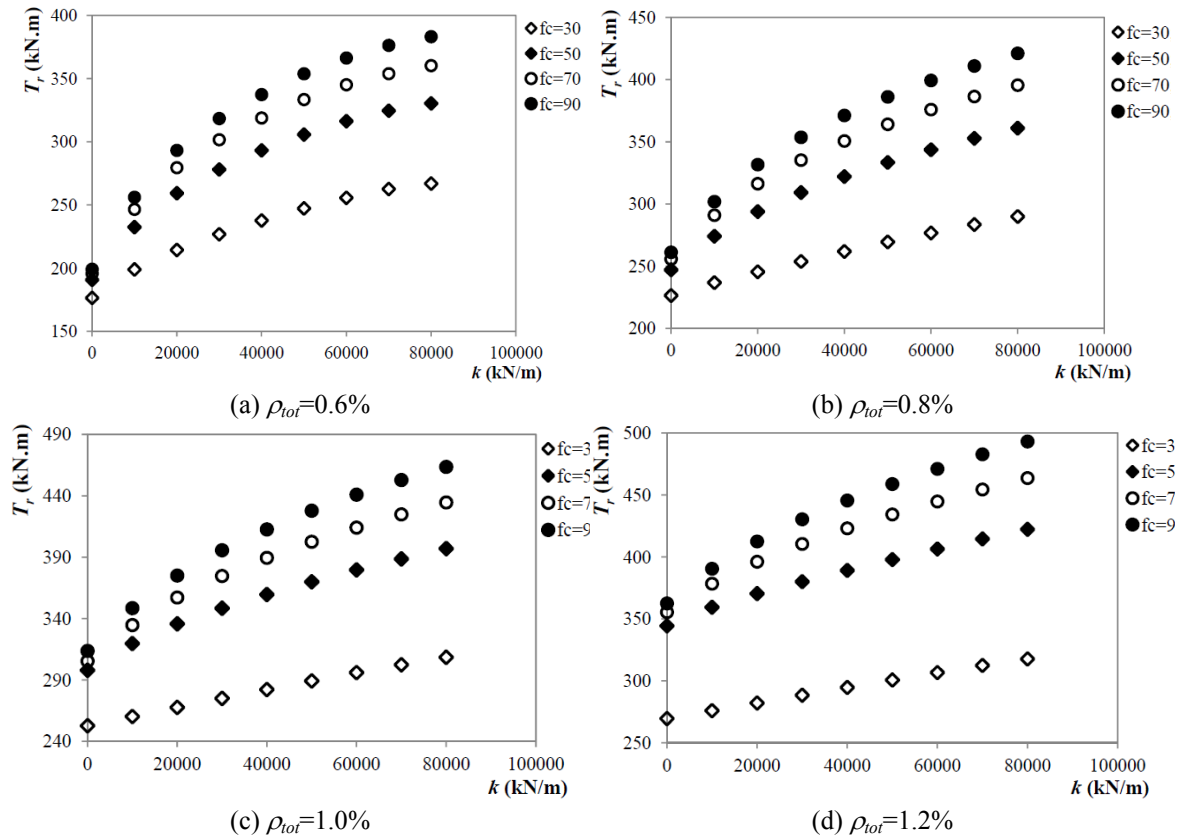 T_r (kN.m)
400
350
300
250
200
150
0 20000 40000 60000 80000 100000
k (kN/m)
fc=30
fc=50
fc=70
fc=90
(a) ρtot=0.6%
T_r (kN.m)
450
400
350
300
250
200
0 20000 40000 60000 80000 100000
k (kN/m)
fc=30
fc=50
fc=70
fc=90
(b) ρtot=0.8%
T_r (kN.m)
490
440
390
340
290
240
0 20000 40000 60000 80000 100000
k (kN/m)
fc=3
fc=5
fc=7
fc=9
(c) ρtot=1.0%
T_r (kN.m)
500
450
400
350
300
250
0 20000 40000 60000 80000 100000
k (kN/m)
fc=3
fc=5
fc=7
fc=9
(d) ρtot=1.2%